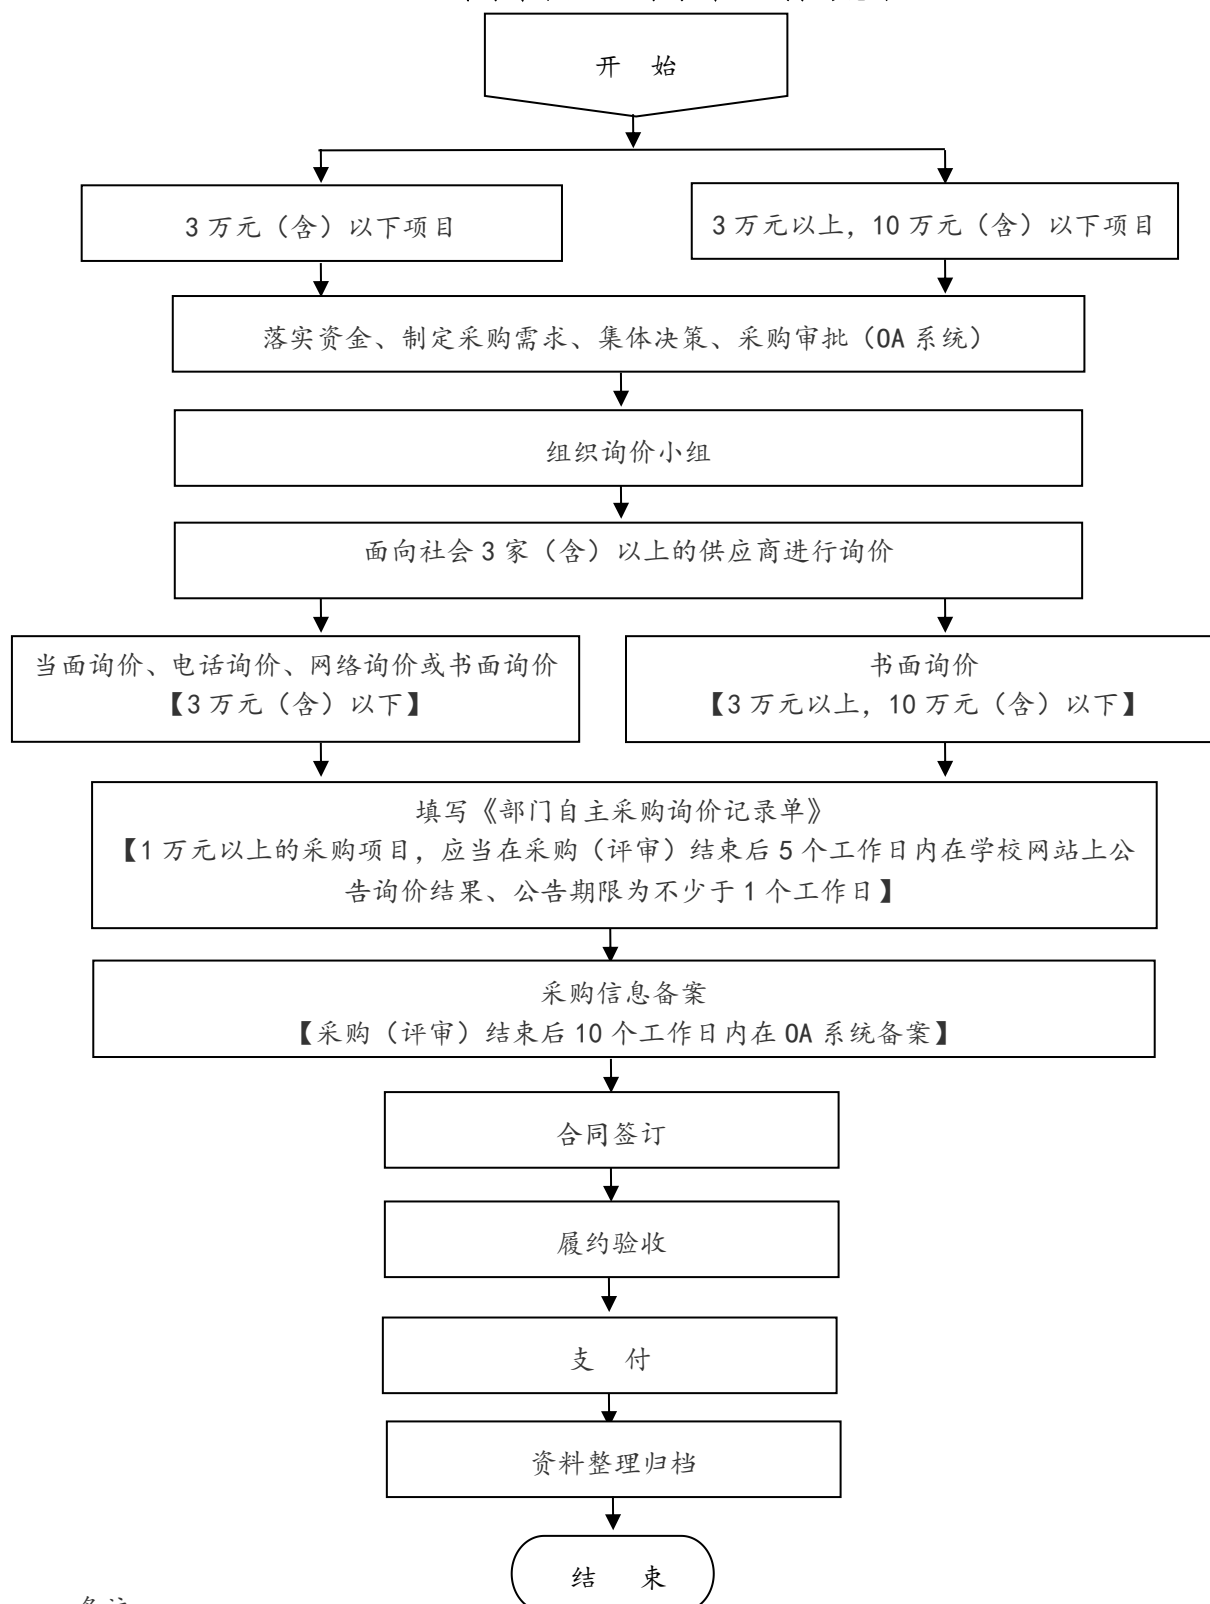 开 始
3万元（含）以下项目
3万元以上，10万元（含）以下项目
落实资金、制定采购需求、集体决策、采购审批（OA系统）
组织询价小组
面向社会3家（含）以上的供应商进行询价
当面询价、电话询价、网络询价或书面询价
【3万元（含）以下】
书面询价
【3万元以上，10万元（含）以下】
填写《部门自主采购询价记录单》
【1万元以上的采购项目，应当在采购（评审）结束后5个工作日内在学校网站上公
告询价结果、公告期限为不少于1个工作日】
采购信息备案
【采购（评审）结束后10个工作日内在OA系统备案】
合同签订
履约验收
支 付
资料整理归档
结 束